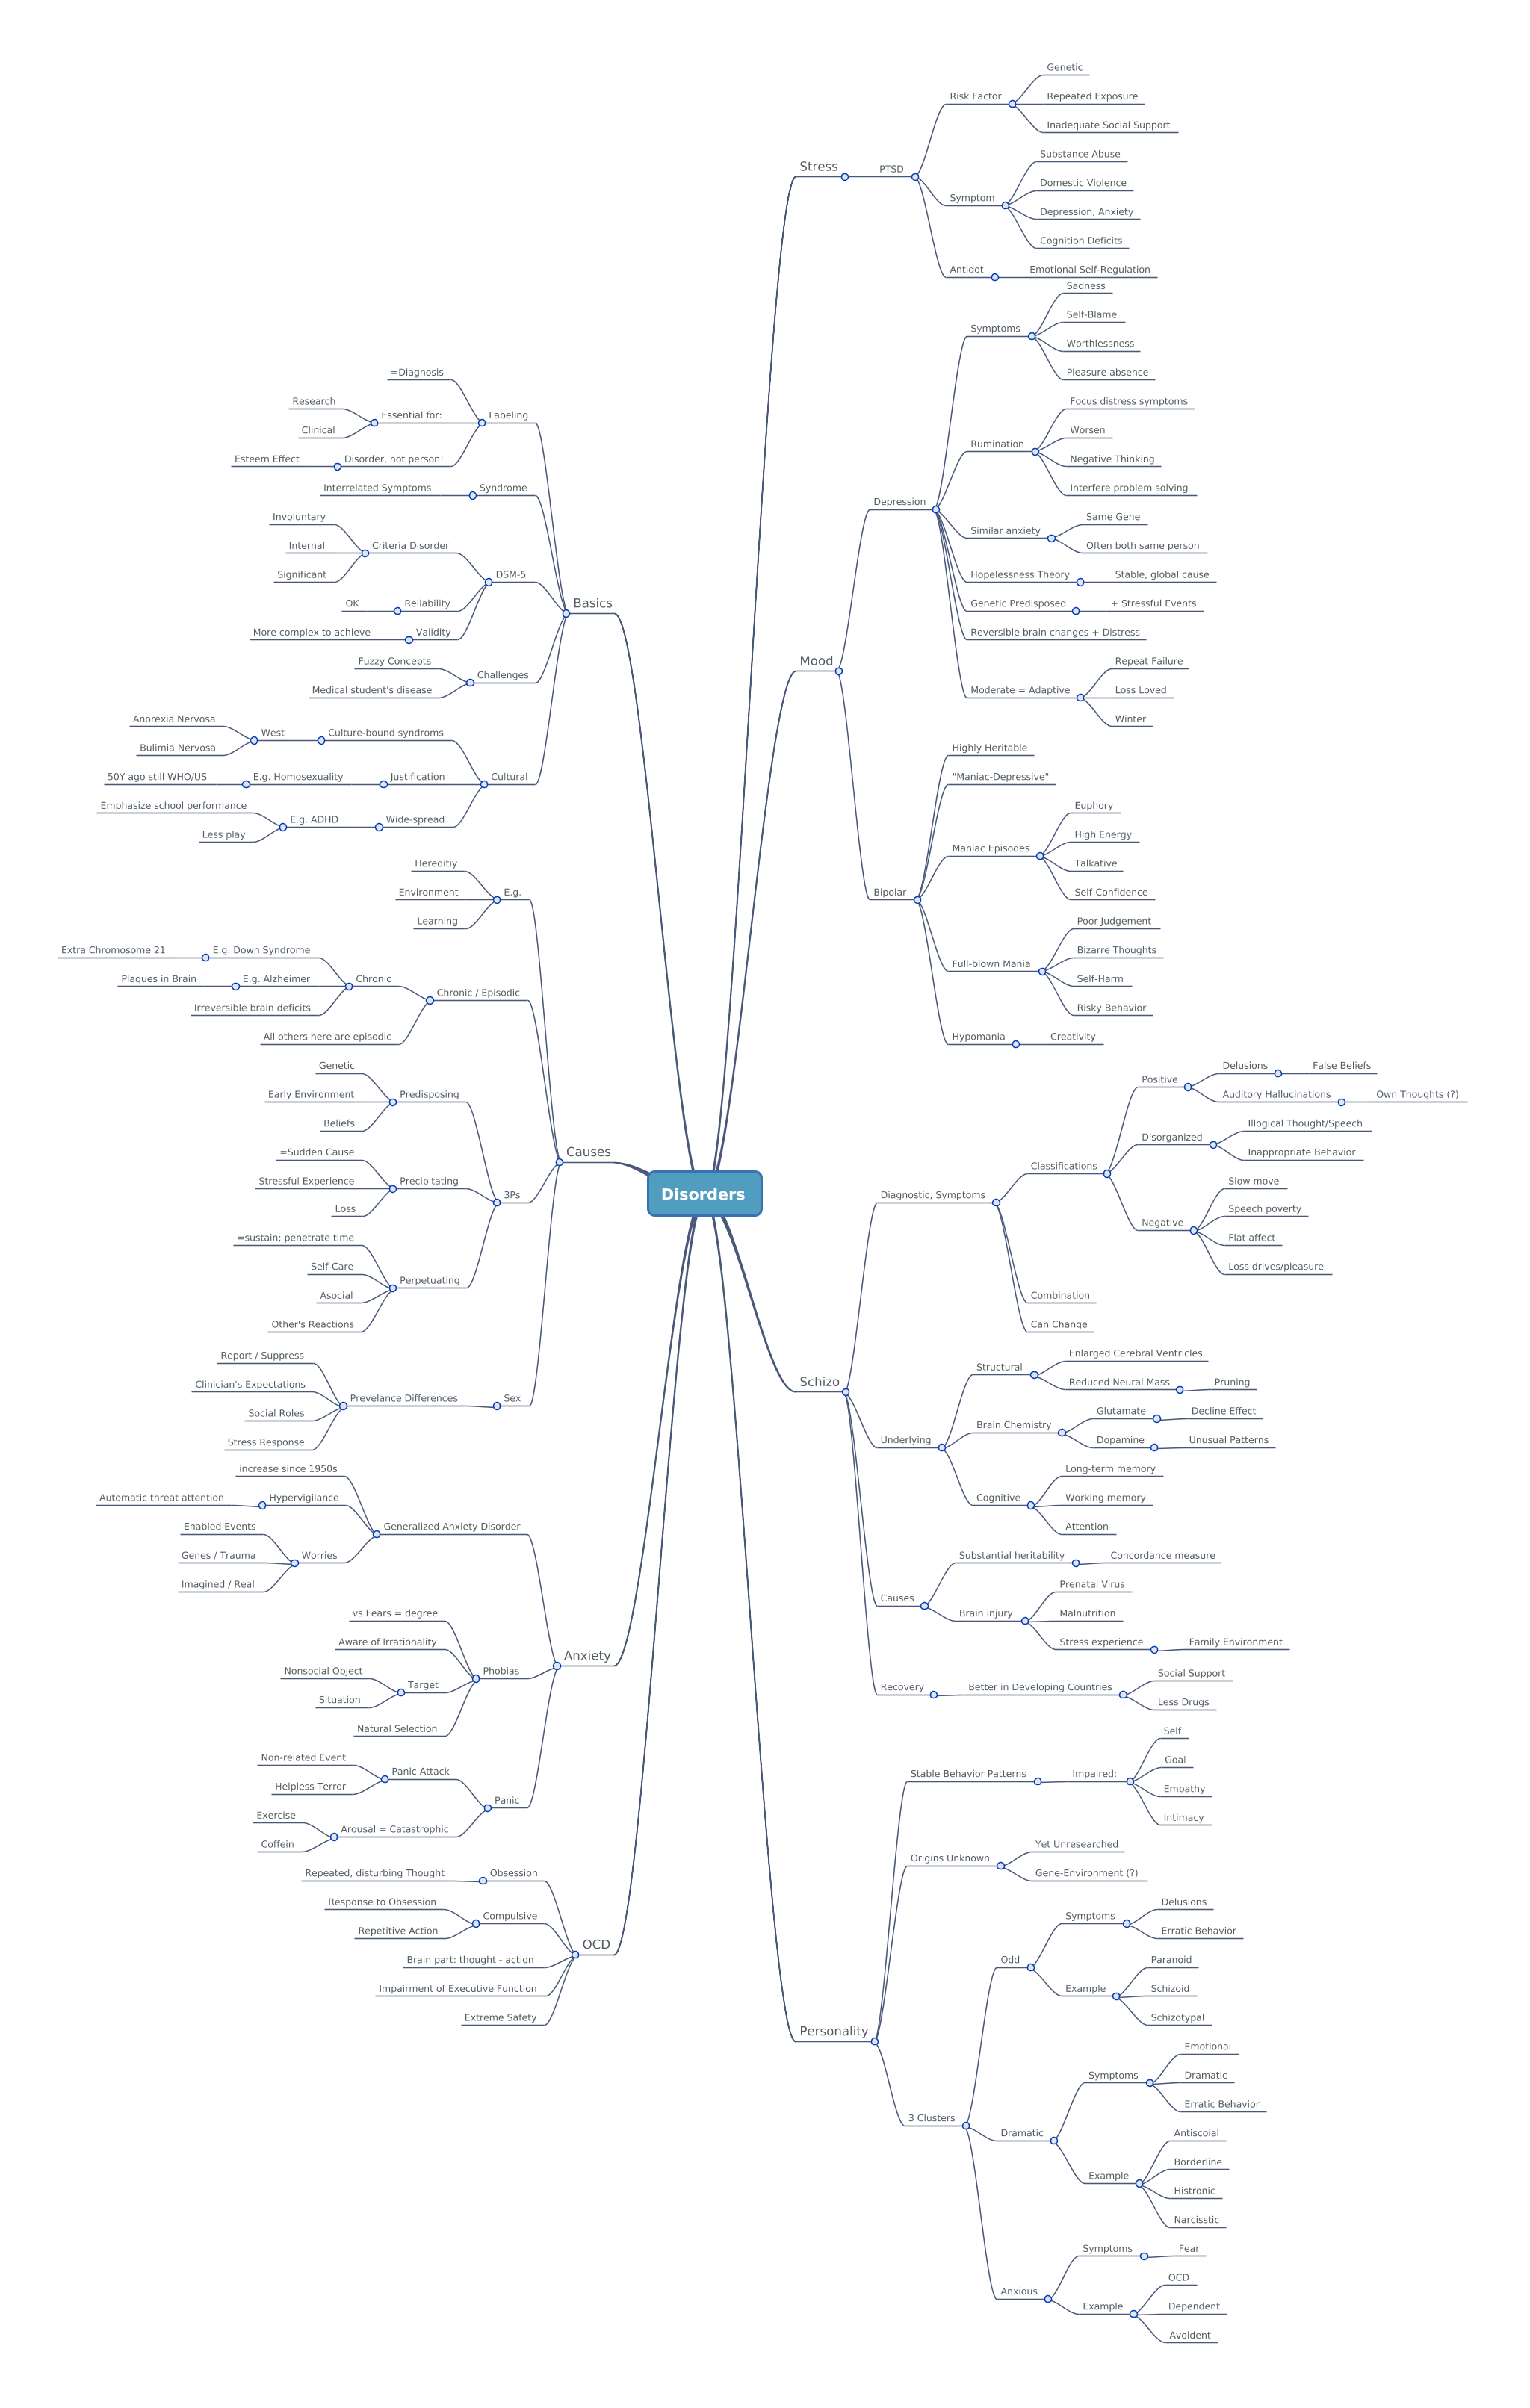 Disorders
Stress
PTSD
Risk Factor
Genetic
Repeated Exposure
Inadequate Social Support
Symptom
Substance Abuse
Domestic Violence
Depression, Anxiety
Cognition Deficits
Antidot
Emotional Self-Regulation
Mood
Depression
Symptoms
Sadness
Self-Blame
Worthlessness
Pleasure absence
Rumination
Focus distress symptoms
Worsen
Negative Thinking
Interfere problem solving
Similar anxiety
Same Gene
Often both same person
Hopelessness Theory
Stable, global cause
Genetic Predisposed
+ Stressful Events
Reversible brain changes + Distress
Moderate = Adaptive
Repeat Failure
Loss Loved
Winter
Bipolar
Highly Heritable
"Maniac-Depressive"
Maniac Episodes
Euphory
High Energy
Talkative
Self-Confidence
Full-blown Mania
Poor Judgement
Bizarre Thoughts
Self-Harm
Risky Behavior
Hypomania
Creativity
Schizo
Diagnostic, Symptoms
Classifications
Positive
Delusions
False Beliefs
Auditory Hallucinations
Own Thoughts (?)
Disorganized
Illogical Thought/Speech
Inappropriate Behavior
Negative
Slow move
Speech poverty
Flat affect
Loss drives/pleasure
Combination
Can Change
Underlying
Structural
Enlarged Cerebral Ventricles
Reduced Neural Mass
Pruning
Brain Chemistry
Glutamate
Decline Effect
Dopamine
Unusual Patterns
Cognitive
Long-term memory
Working memory
Attention
Causes
Substantial heritability
Concordance measure
Brain injury
Prenatal Virus
Malnutrition
Stress experience
Family Environment
Recovery
Better in Developing Countries
Social Support
Less Drugs
Personality
Stable Behavior Patterns
Impaired:
Self
Goal
Empathy
Intimacy
Origins Unknown
Yet Unresearched
Gene-Environment (?)
3 Clusters
Odd
Symptoms
Delusions
Erratic Behavior
Example
Paranoid
Schizoid
Schizotypal
Dramatic
Symptoms
Emotional
Dramatic
Erratic Behavior
Example
Antiscoial
Borderline
Histronic
Narcisstic
Anxious
Symptoms
Fear
Example
OCD
Dependent
Avoident
Basics
Labeling
=Diagnosis
Essential for:
Research
Clinical
Disorder, not person!
Esteem Effect
Syndrome
Interrelated Symptoms
DSM-5
Criteria Disorder
Involuntary
Internal
Significant
Reliability
OK
Validity
More complex to achieve
Challenges
Fuzzy Concepts
Medical student's disease
Cultural
Culture-bound syndroms
West
Anorexia Nervosa
Bulimia Nervosa
Justification
E.g. Homosexuality
50Y ago still WHO/US
Wide-spread
E.g. ADHD
Emphasize school performance
Less play
Causes
E.g.
Hereditiy
Environment
Learning
Chronic / Episodic
Chronic
E.g. Down Syndrome
Extra Chromosome 21
E.g. Alzheimer
Plaques in Brain
Irreversible brain deficits
All others here are episodic
3Ps
Predisposing
Genetic
Early Environment
Beliefs
Precipitating
=Sudden Cause
Stressful Experience
Loss
Perpetuating
=sustain; penetrate time
Self-Care
Asocial
Other's Reactions
Sex
Prevelance Differences
Report / Suppress
Clinician's Expectations
Social Roles
Stress Response
Anxiety
Generalized Anxiety Disorder
increase since 1950s
Hypervigilance
Automatic threat attention
Worries
Enabled Events
Genes / Trauma
Imagined / Real
Phobias
vs Fears = degree
Aware of Irrationality
Target
Nonsocial Object
Situation
Natural Selection
Panic
Panic Attack
Non-related Event
Helpless Terror
Arousal = Catastrophic
Exercise
Coffein
OCD
Obsession
Repeated, disturbing Thought
Compulsive
Response to Obsession
Repetitive Action
Brain part: thought - action
Impairment of Executive Function
Extreme Safety